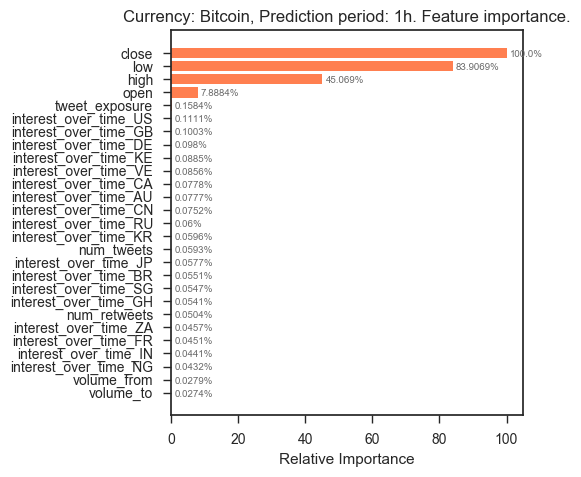 Currency: Bitcoin, Prediction period: 1h. Feature importance.
close 100.0%
low 83.9069%
high 45.069%
open 7.8884%
tweet_exposure 0.1584%
interest_over_time_US 0.1111%
interest_over_time_GB 0.1003%
interest_over_time_DE 0.098%
interest_over_time_KE 0.0885%
interest_over_time_VE 0.0856%
interest_over_time_CA 0.0778%
interest_over_time_AU 0.0777%
interest_over_time_CN 0.0752%
interest_over_time_RU 0.06%
interest_over_time_KR 0.0596%
num_tweets 0.0593%
interest_over_time_JP 0.0577%
interest_over_time_BR 0.0551%
interest_over_time_SG 0.0547%
interest_over_time_GH 0.0541%
num_retweets 0.0504%
interest_over_time_ZA 0.0457%
interest_over_time_FR 0.0451%
interest_over_time_IN 0.0441%
interest_over_time_NG 0.0432%
volume_from 0.0279%
volume_to 0.0274%
0 20 40 60 80 100
Relative Importance